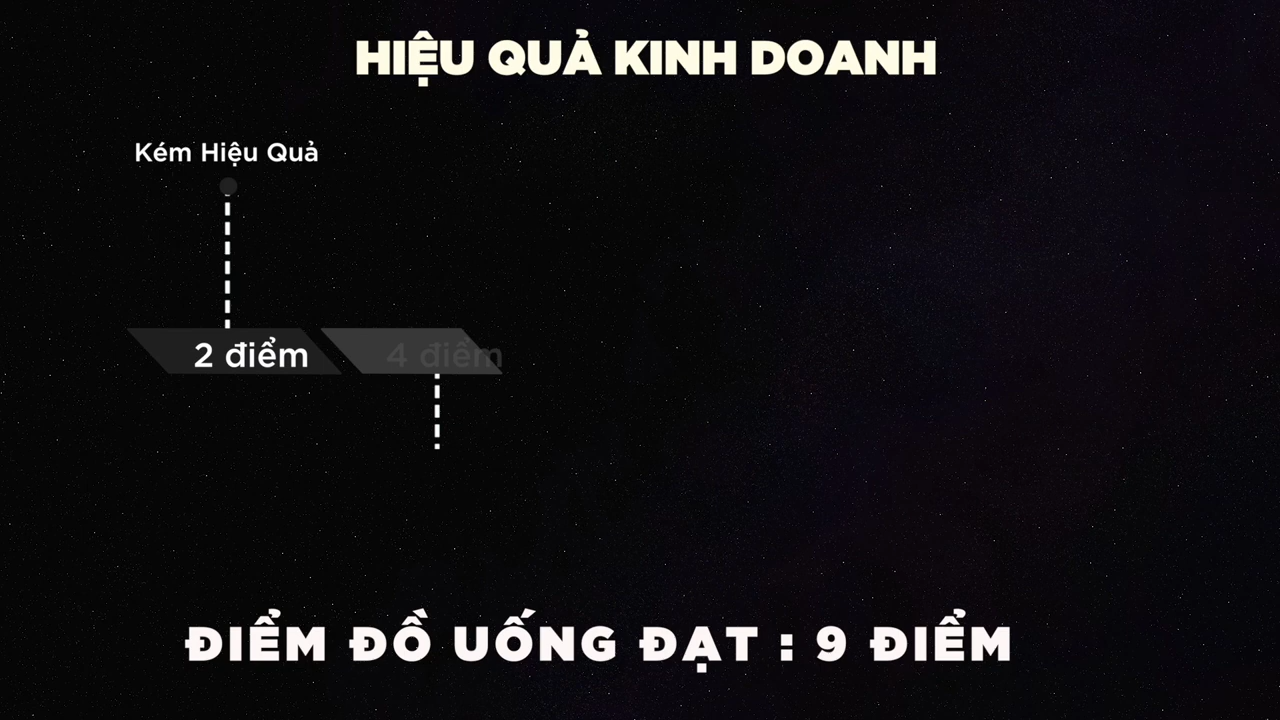 HIỆU QUẢ KINH DOANH
Kém Hiệu Quả
2 điểm
4 điểm
ĐIỂM ĐỒ UỐNG ĐẠT : 9 ĐIỂM